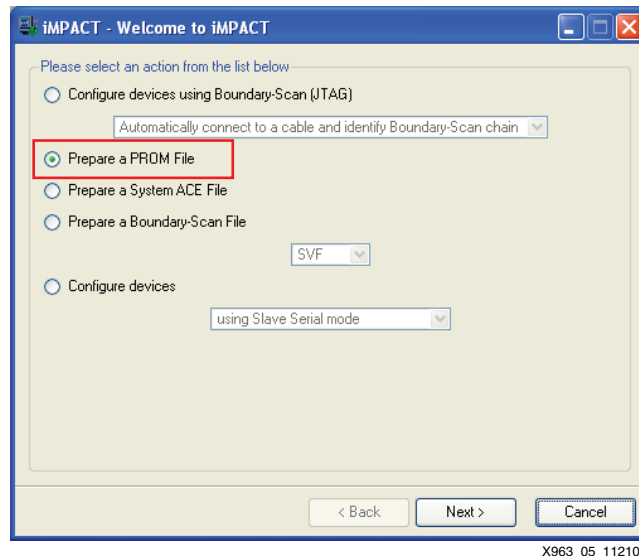 iMPACT - Welcome to iMPACT
Please select an action from the list below
Configure devices using Boundary-Scan (JTAG)
Automatically connect to a cable and identify Boundary-Scan chain
Prepare a PROM File
Prepare a System ACE File
Prepare a Boundary-Scan File
SVF
Configure devices
using Slave Serial mode
< Back Next > Cancel
X963_05_11210